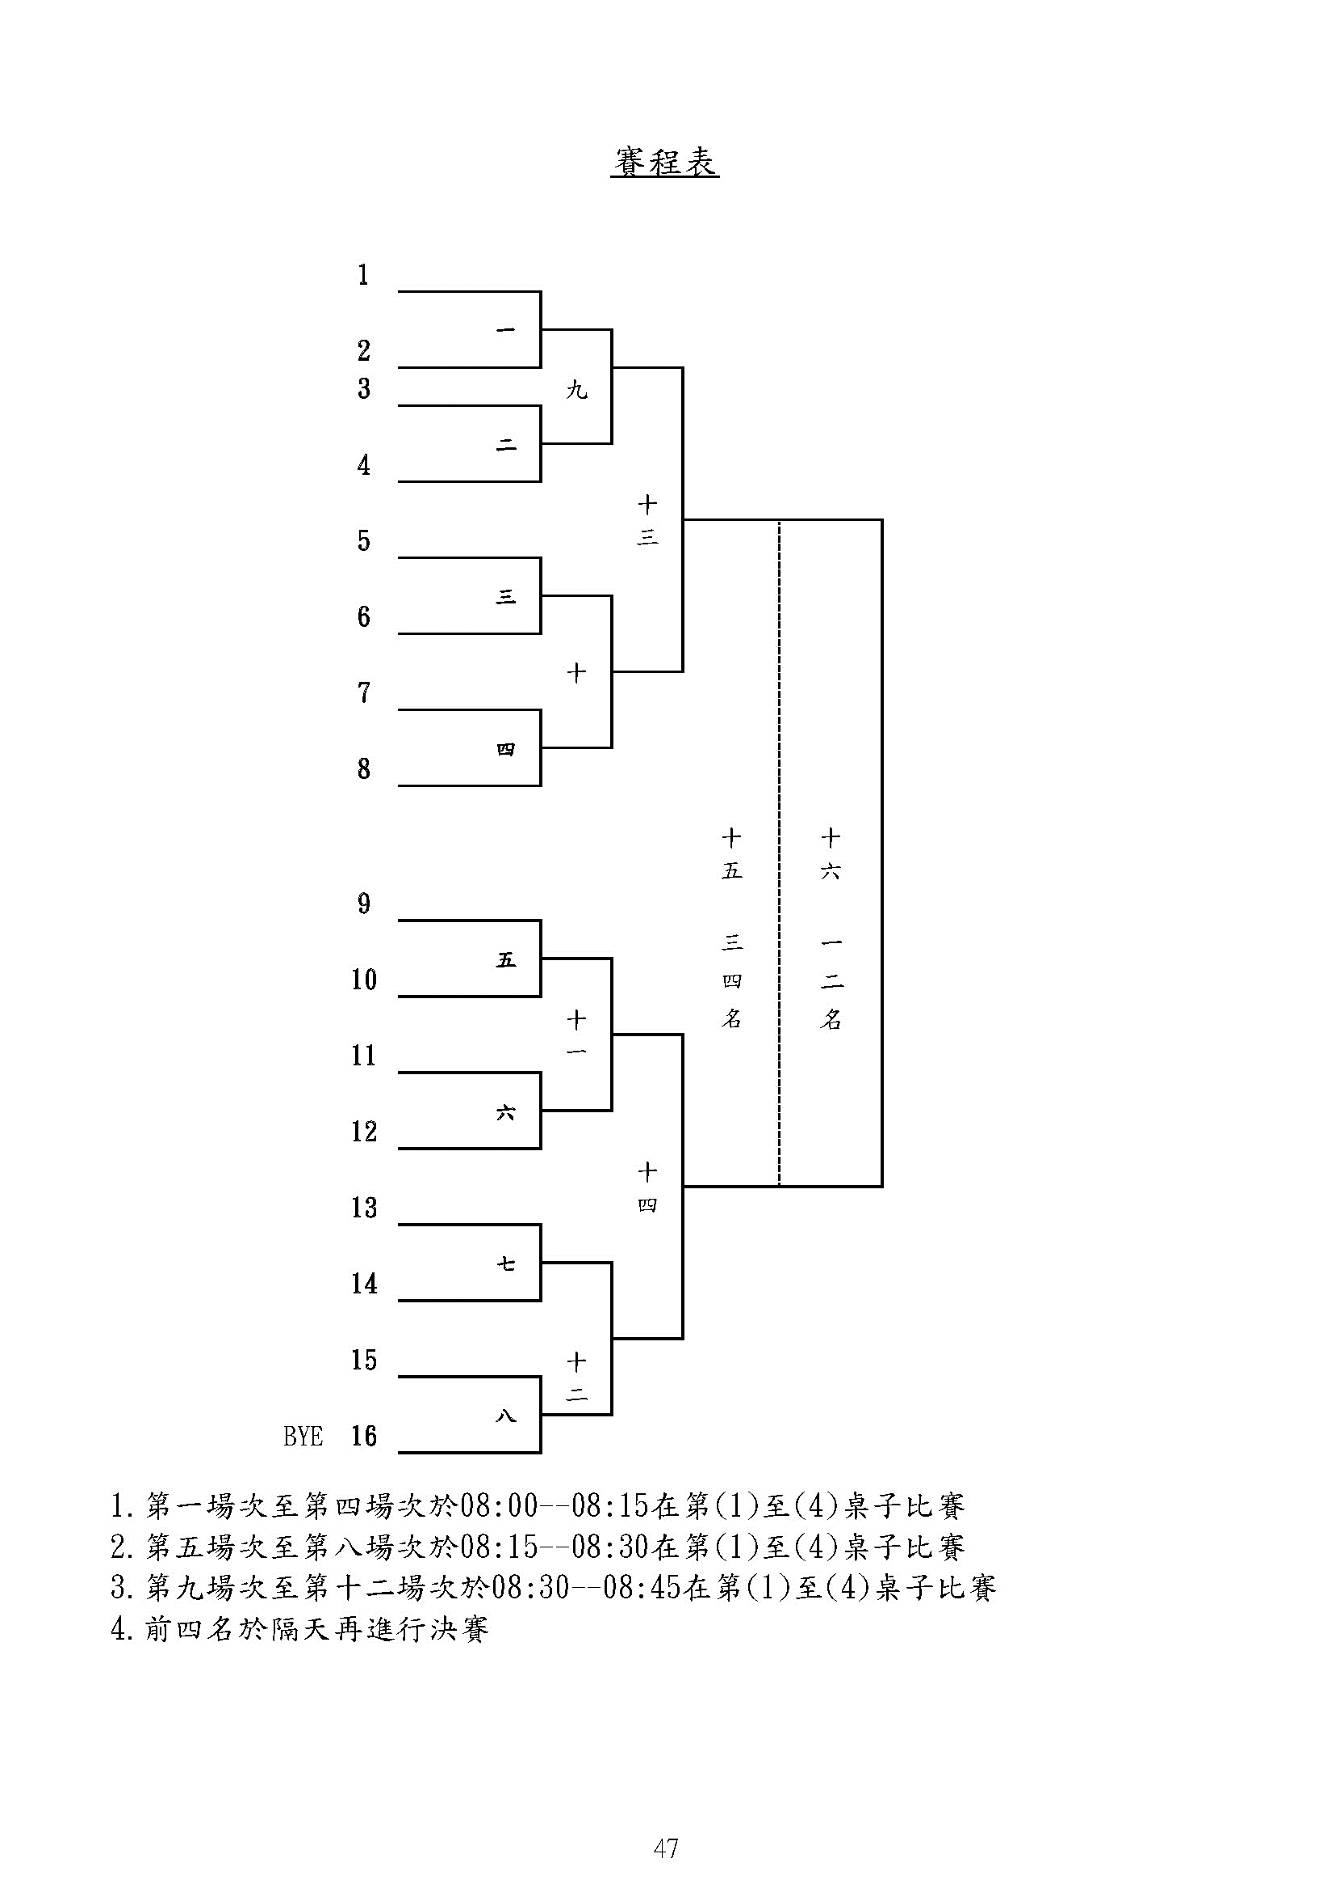 賽程表
1
一
2
九
3
二
4
十三
5
三
6
十
7
四
8
十五 三四名
十六 一二名
9
五
10
十一
11
六
12
十四
13
七
14
15
十二
八
BYE 16
1.第一場次至第四場次於08:00--08:15在第(1)至(4)桌子比賽
2.第五場次至第八場次於08:15--08:30在第(1)至(4)桌子比賽
3.第九場次至第十二場次於08:30--08:45在第(1)至(4)桌子比賽
4.前四名於隔天再進行決賽
47